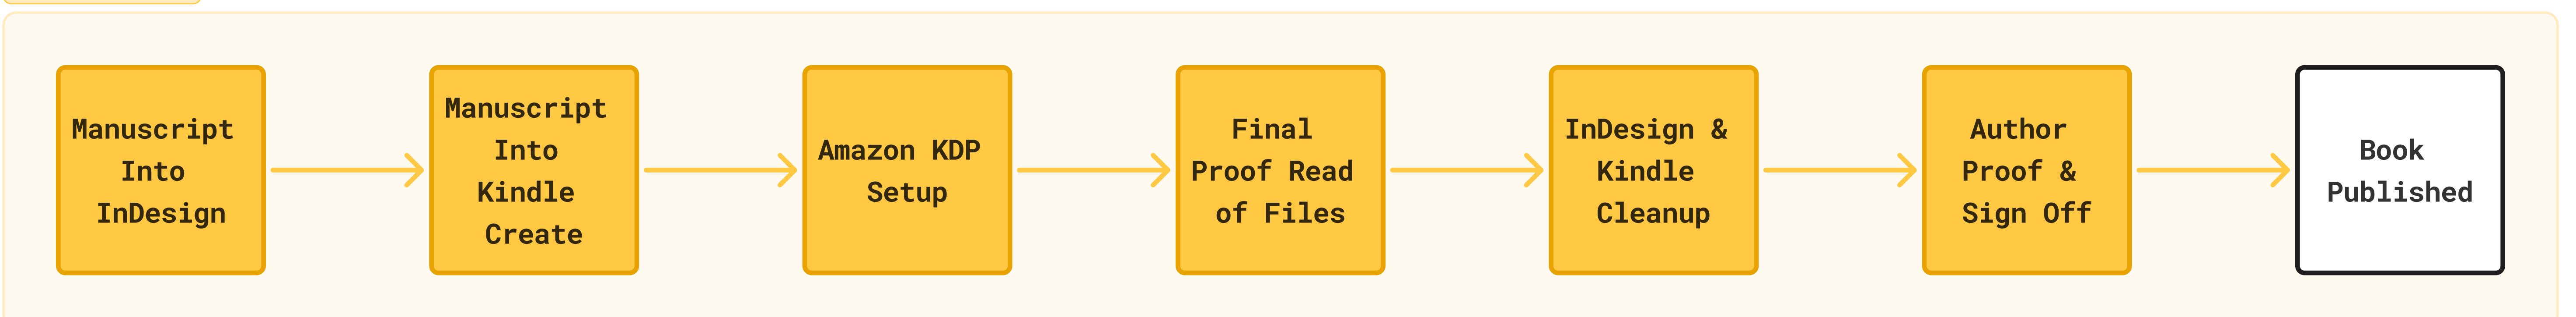 Manuscript
Into
InDesign
Manuscript
Into
Kindle
Create
Amazon KDP
Setup
Final
Proof Read
of Files
InDesign &
Kindle
Cleanup
Author
Proof &
Sign Off
Book
Published